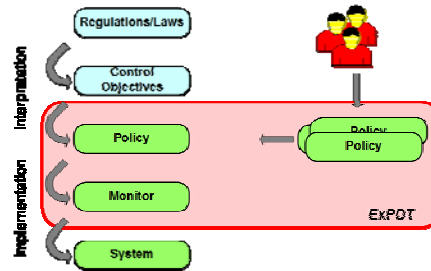 Regulations/Laws
Interpretation
Control
Objectives
Policy
Policy
Policy
Implementation
Monitor
ExPDT
System